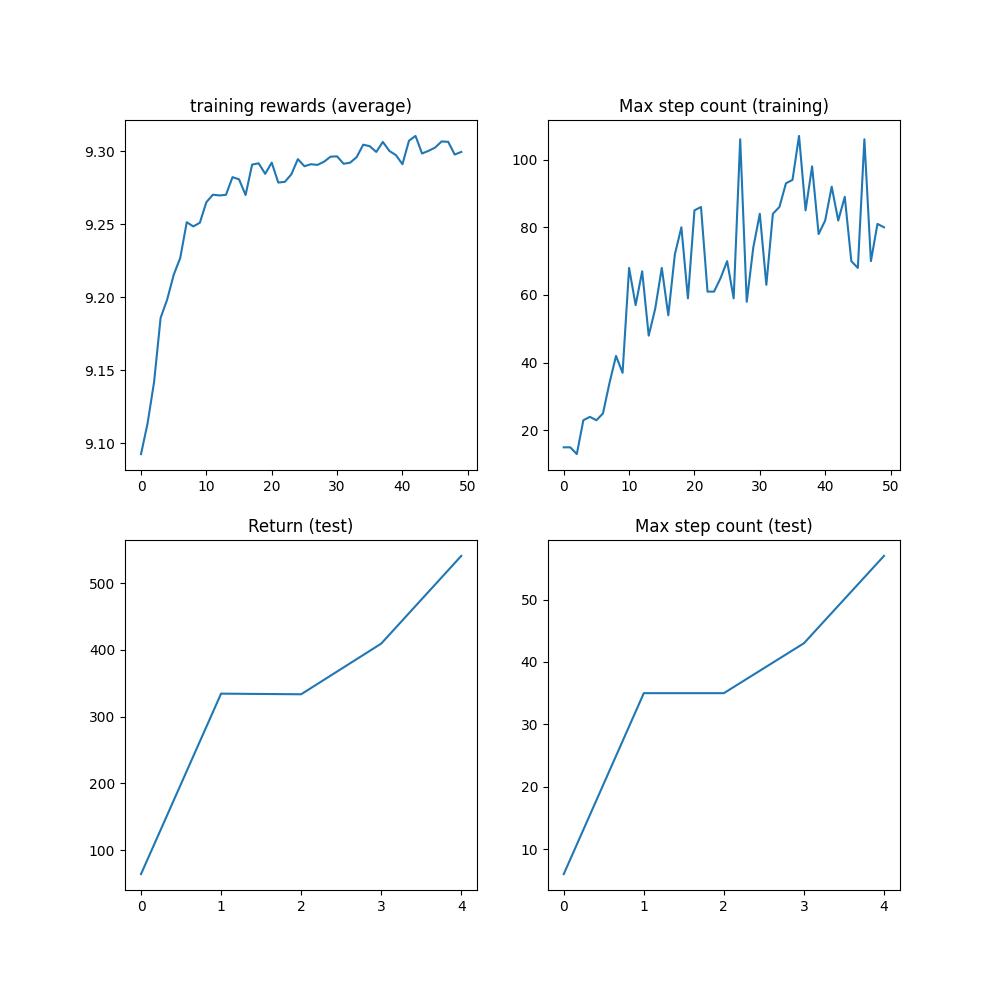 training rewards (average)
9.30
9.25
9.20
9.15
9.10
0 10 20 30 40 50
Max step count (training)
100
80
60
40
20
0 10 20 30 40 50
Return (test)
500
400
300
200
100
0 1 2 3 4
Max step count (test)
50
40
30
20
10
0 1 2 3 4